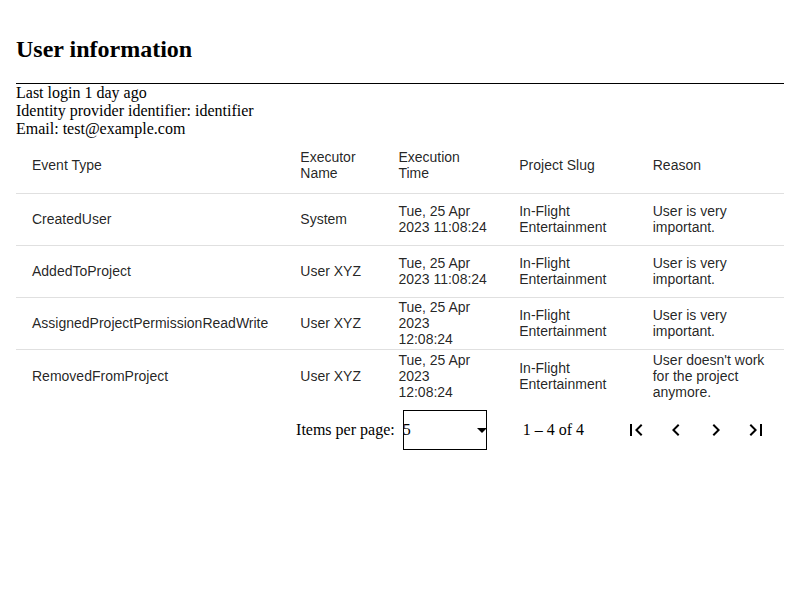 User information
Last login 1 day ago
Identity provider identifier: identifier
Email: test@example.com
Event Type
Executor
Name
Execution
Time
Project Slug
Reason
CreatedUser
System
Tue, 25 Apr
2023 11:08:24
In-Flight
Entertainment
User is very
important.
AddedToProject
User XYZ
Tue, 25 Apr
2023 11:08:24
In-Flight
Entertainment
User is very
important.
AssignedProjectPermissionReadWrite
User XYZ
Tue, 25 Apr
2023
12:08:24
In-Flight
Entertainment
User is very
important.
RemovedFromProject
User XYZ
Tue, 25 Apr
2023
12:08:24
In-Flight
Entertainment
User doesn't work
for the project
anymore.
Items per page: 5
1 – 4 of 4